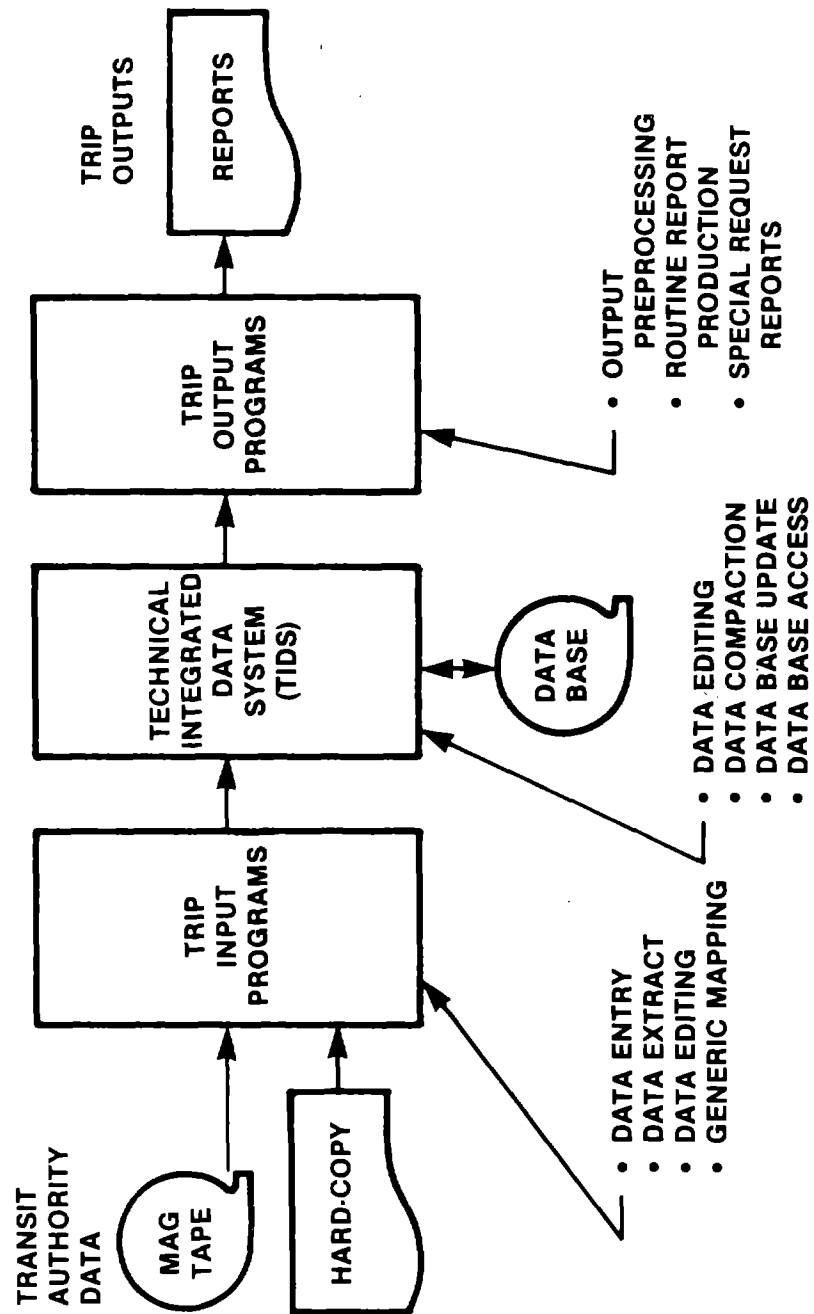 TRANSIT
AUTHORITY
DATA
MAG
TAPE
HARD-COPY
TRIP
INPUT
PROGRAMS
• DATA ENTRY
• DATA EXTRACT
• DATA EDITING
• GENERIC MAPPING
TECHNICAL
INTEGRATED
DATA
SYSTEM
(TIDS)
DATA
BASE
• DATA EDITING
• DATA COMPACTION
• DATA BASE UPDATE
• DATA BASE ACCESS
TRIP
OUTPUT
PROGRAMS
• OUTPUT
PREPROCESSING
• ROUTINE REPORT
PRODUCTION
• SPECIAL REQUEST
REPORTS
TRIP
OUTPUTS
REPORTS